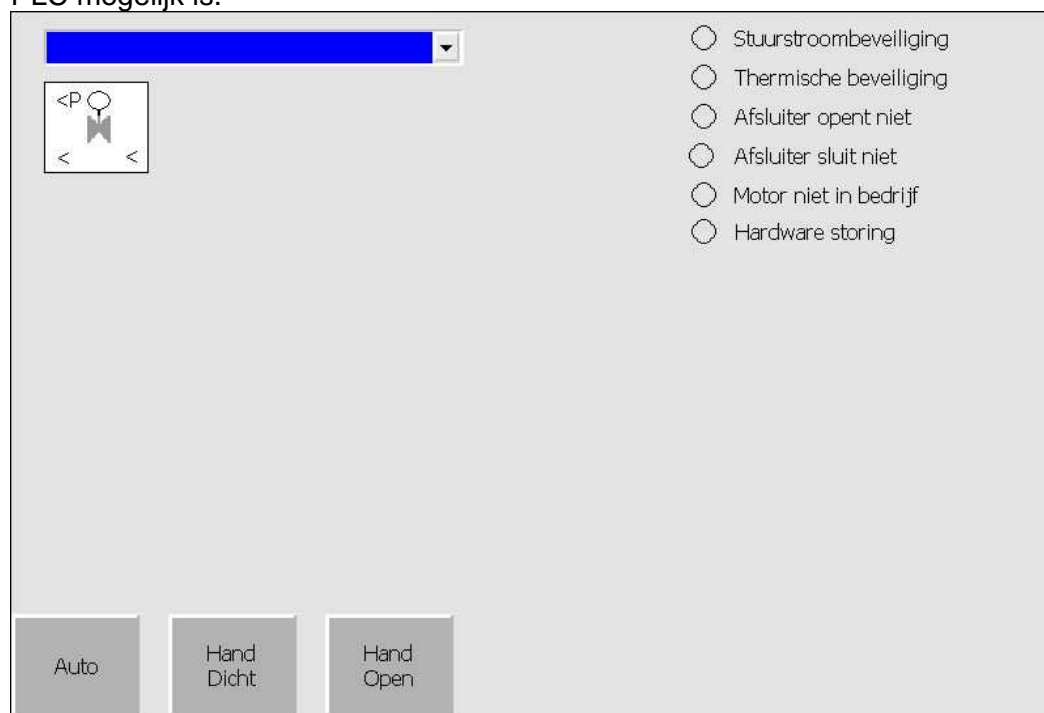 PLC mogelijk is.
Stuurstroombeveiliging
Thermische beveiliging
<P
Afsluiter opent niet
< <
Afsluiter sluit niet
Motor niet in bedrijf
Hardware storing
Auto
Hand
Dicht
Hand
Open